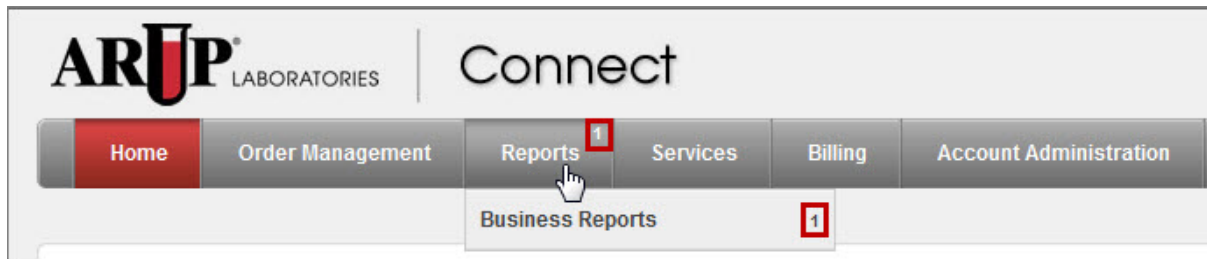 ARUP® LABORATORIES Connect
Home Order Management Reports 1 Services Billing Account Administration
Business Reports 1